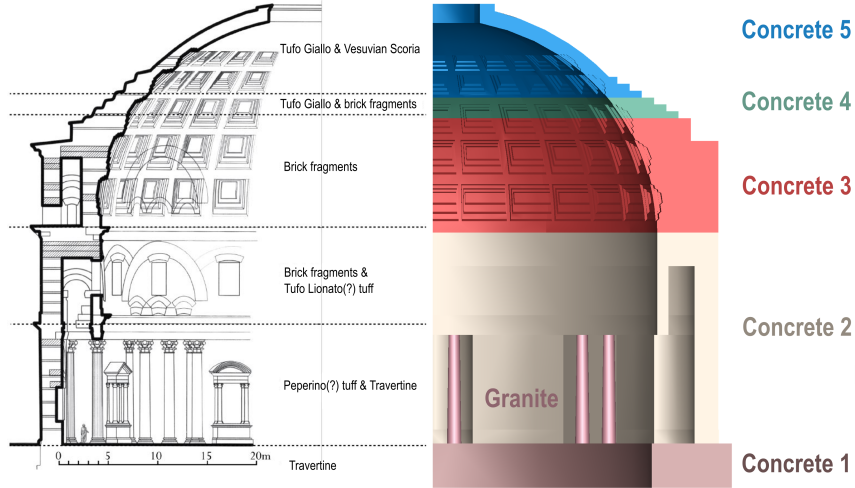 Tufo Giallo & Vesuvian Scoria
Tufo Giallo & brick fragments
Brick fragments
Brick fragments &
Tufo Lionato(?) tuff
Peperino(?) tuff & Travertine
0 5 10 15 20m
Travertine
Concrete 5
Concrete 4
Concrete 3
Concrete 2
Granite
Concrete 1